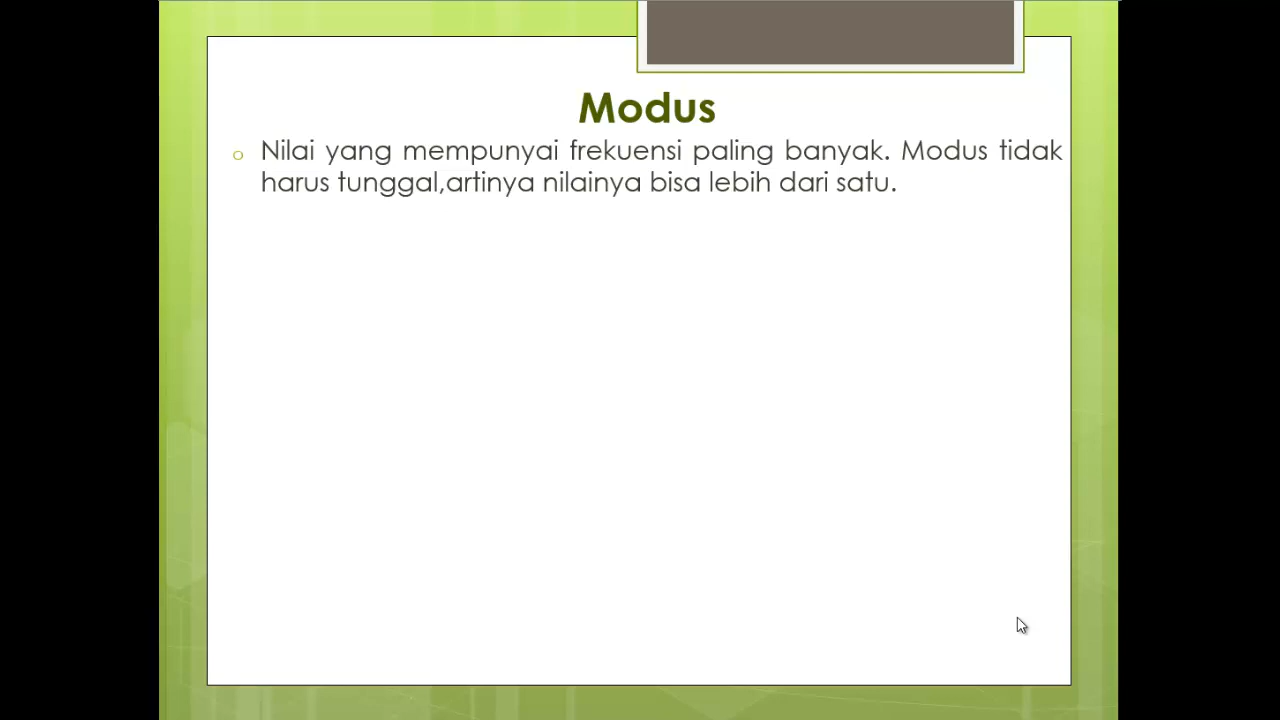 Modus
o Nilai yang mempunyai frekuensi paling banyak. Modus tidak
harus tunggal,artinya nilainya bisa lebih dari satu.